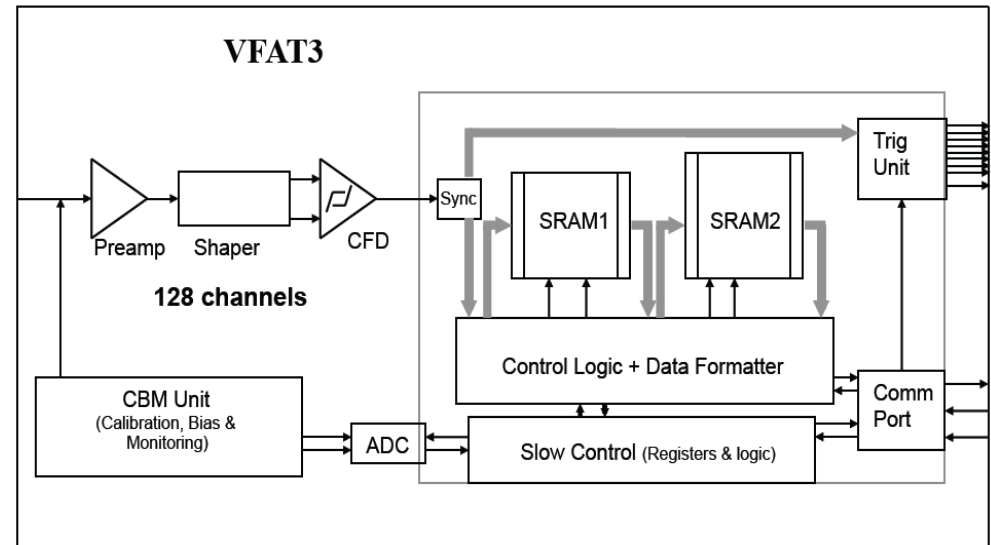 VFAT3
Trig
Unit
Sync
SRAM1
SRAM2
Preamp
Shaper
CFD
128 channels
Control Logic + Data Formatter
CBM Unit
(Calibration, Bias &
Monitoring)
Comm
Port
ADC
Slow Control (Registers & logic)